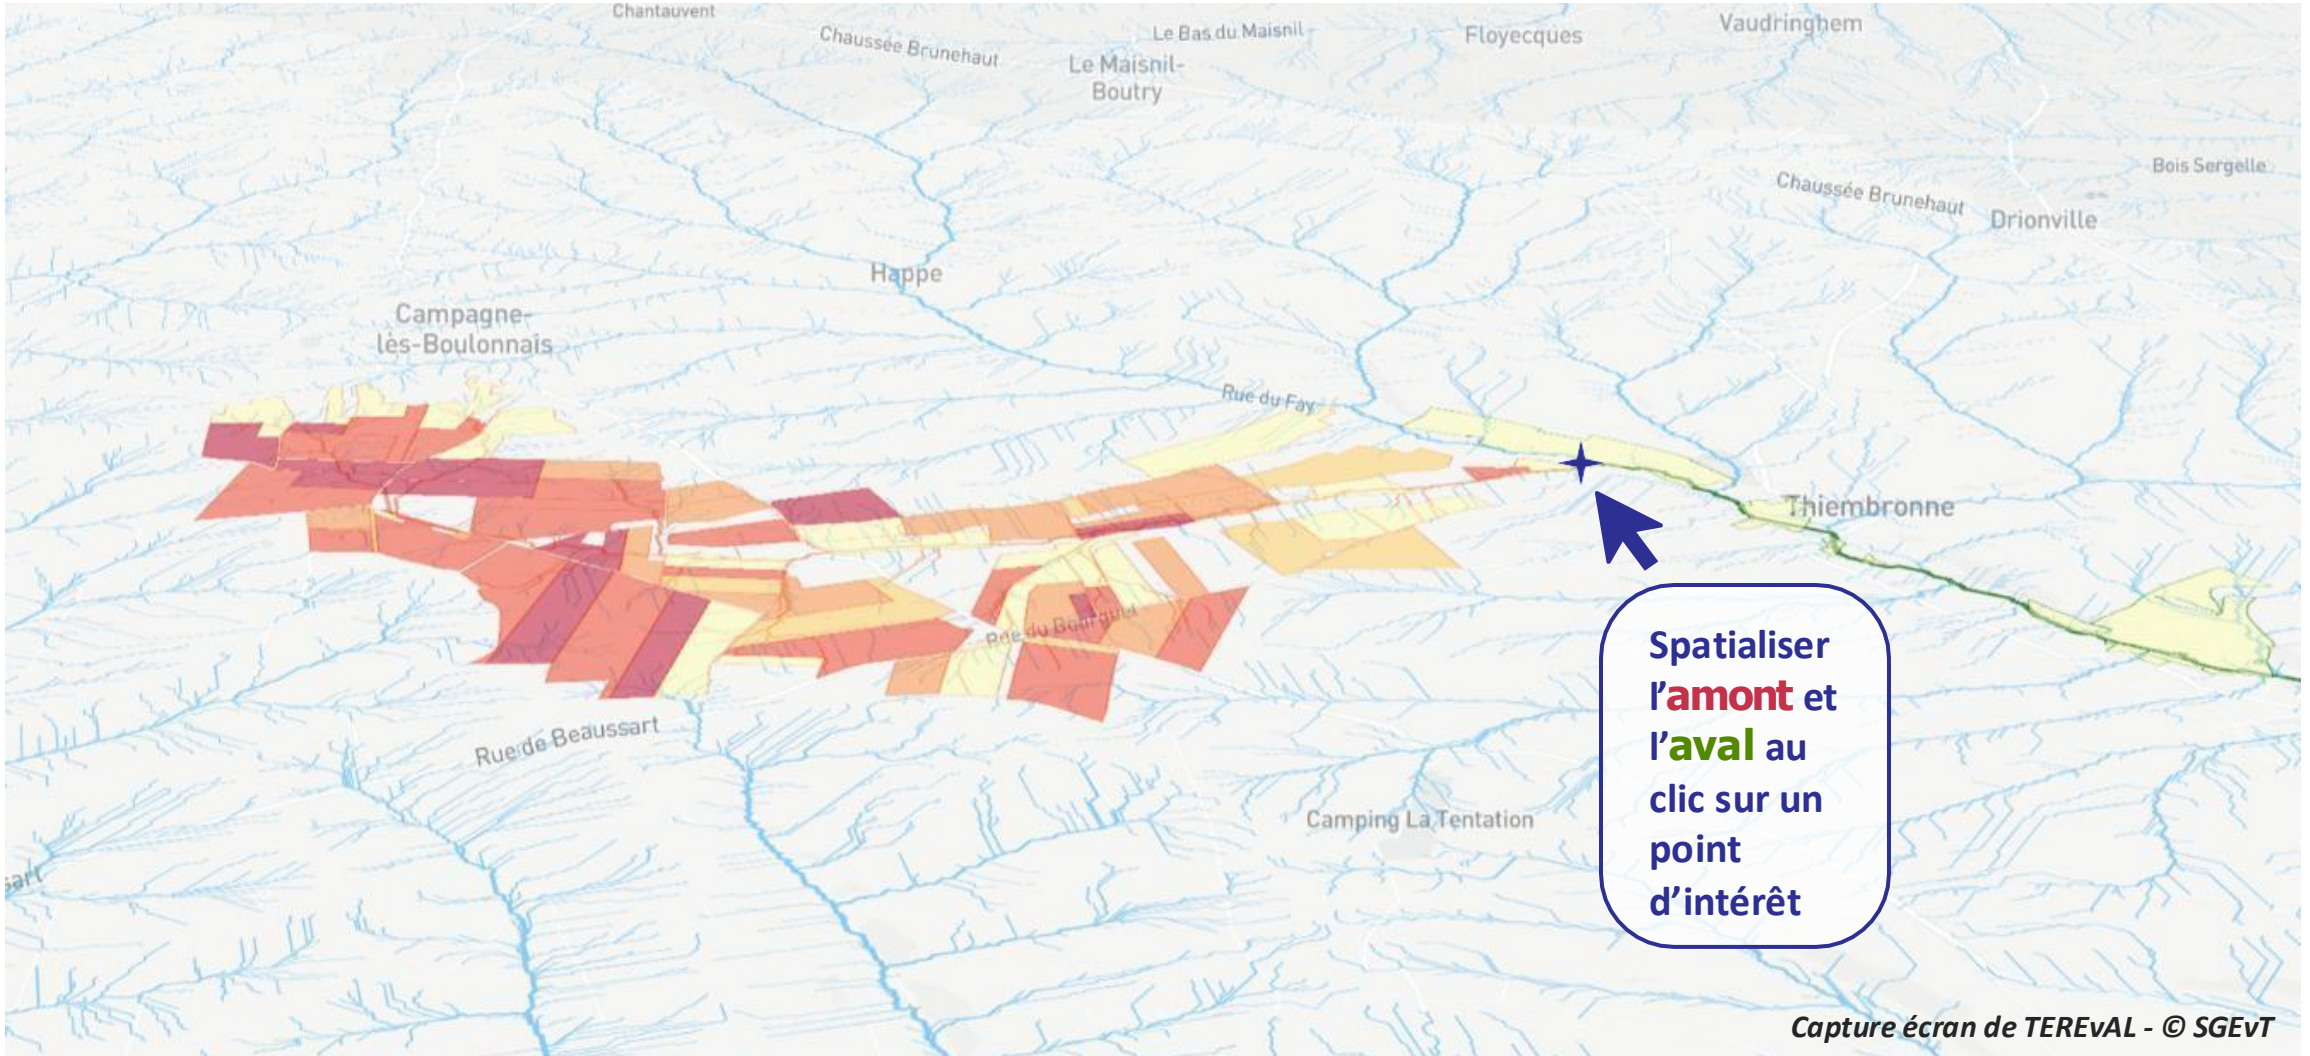 Chantauvent
Chaussée Brunehaut
Le Bas du Maisnil
Le Maisnil-
Boutry
Floyecques
Vaudringhem
Bois Sergelle
Chaussée Brunehaut
Drionville
Happe
Campagne-
lès-Boulonnais
Rue du Fay
Thiembronne
Rue du Bourguet
Rue de Beaussart
Camping La Tentation
sart
Spatialiser
l’amont et
l’aval au
clic sur un
point
d’intérêt
Capture écran de TEREvAL - © SGEvT